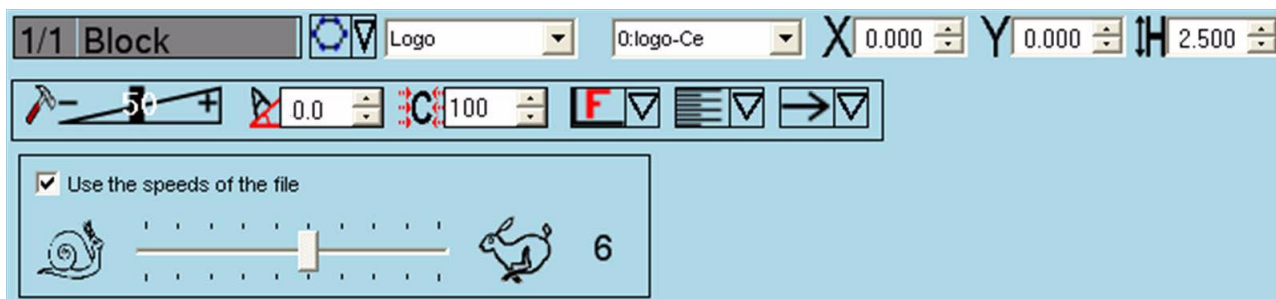 1/1 Block Logo 0:logo-Ce X 0.000 Y 0.000 H 2.500
- 50 + 0.0 C 100 F
Use the speeds of the file
6